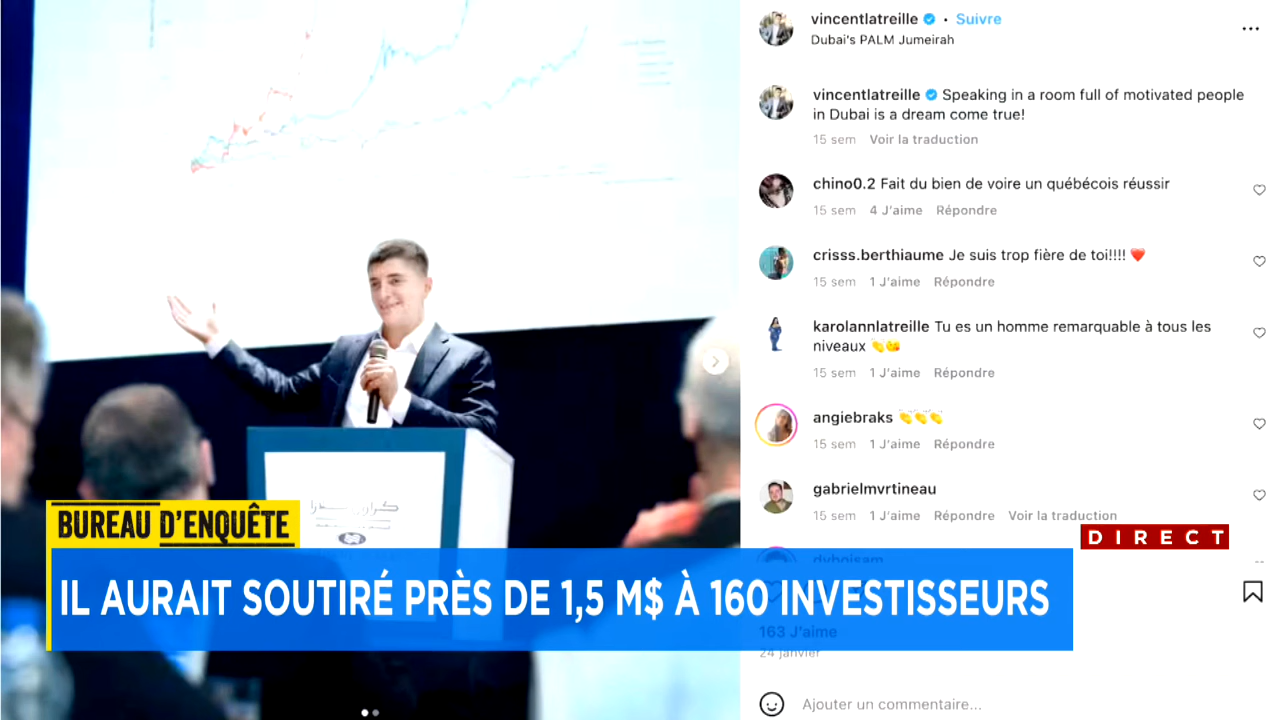 vincentlatreille • Suivre
Dubai's PALM Jumeirah
vincentlatreille Speaking in a room full of motivated people
in Dubai is a dream come true!
15 sem Voir la traduction
chino0.2 Fait du bien de voire un québécois réussir
15 sem 4 J'aime Répondre
crisss.berthiaume Je suis trop fière de toi!!!! ❤️
15 sem 1 J'aime Répondre
karolannlatreille Tu es un homme remarquable à tous les
niveaux 👏😘
15 sem 1 J'aime Répondre
angiebraks 👏👏👏
15 sem 1 J'aime Répondre
gabrielmvrtineau
15 sem 1 J'aime Répondre Voir la traduction
BUREAU D'ENQUÊTE
DIRECT
IL AURAIT SOUTIRÉ PRÈS DE 1,5 M$ À 160 INVESTISSEURS
163 J'aime
24 janvier
Ajouter un commentaire...